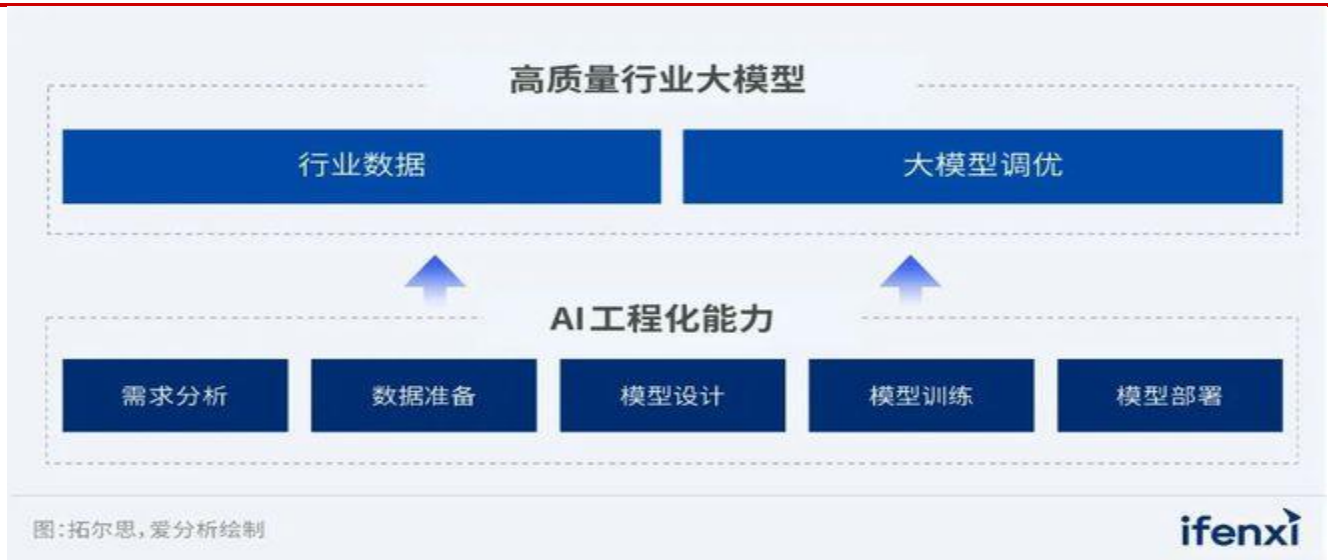 高质量行业大模型
行业数据 大模型调优
AI工程化能力
需求分析 数据准备 模型设计 模型训练 模型部署
图:拓尔思,爱分析绘制
ifenxi